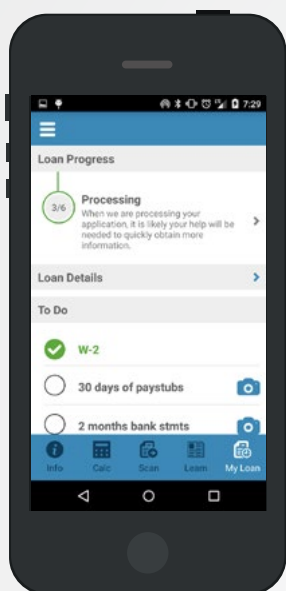 7:29
Loan Progress
3/6
Processing
When we are processing your
application, it is likely your help will be
needed to quickly obtain more
information.
Loan Details
To Do
W-2
30 days of paystubs
2 months bank stmts
Info
Calc
Scan
Learn
My Loan